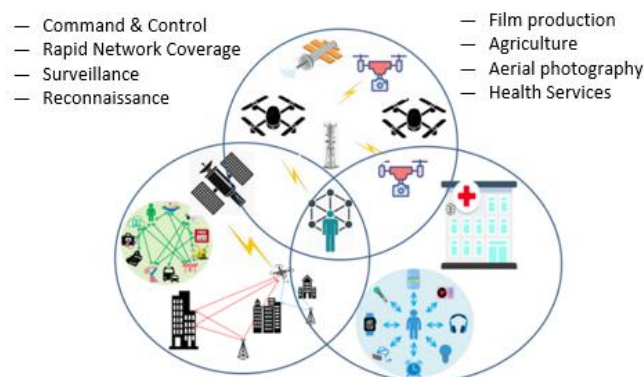 — Command & Control
— Rapid Network Coverage
— Surveillance
— Reconnaissance
— Film production
— Agriculture
— Aerial photography
— Health Services